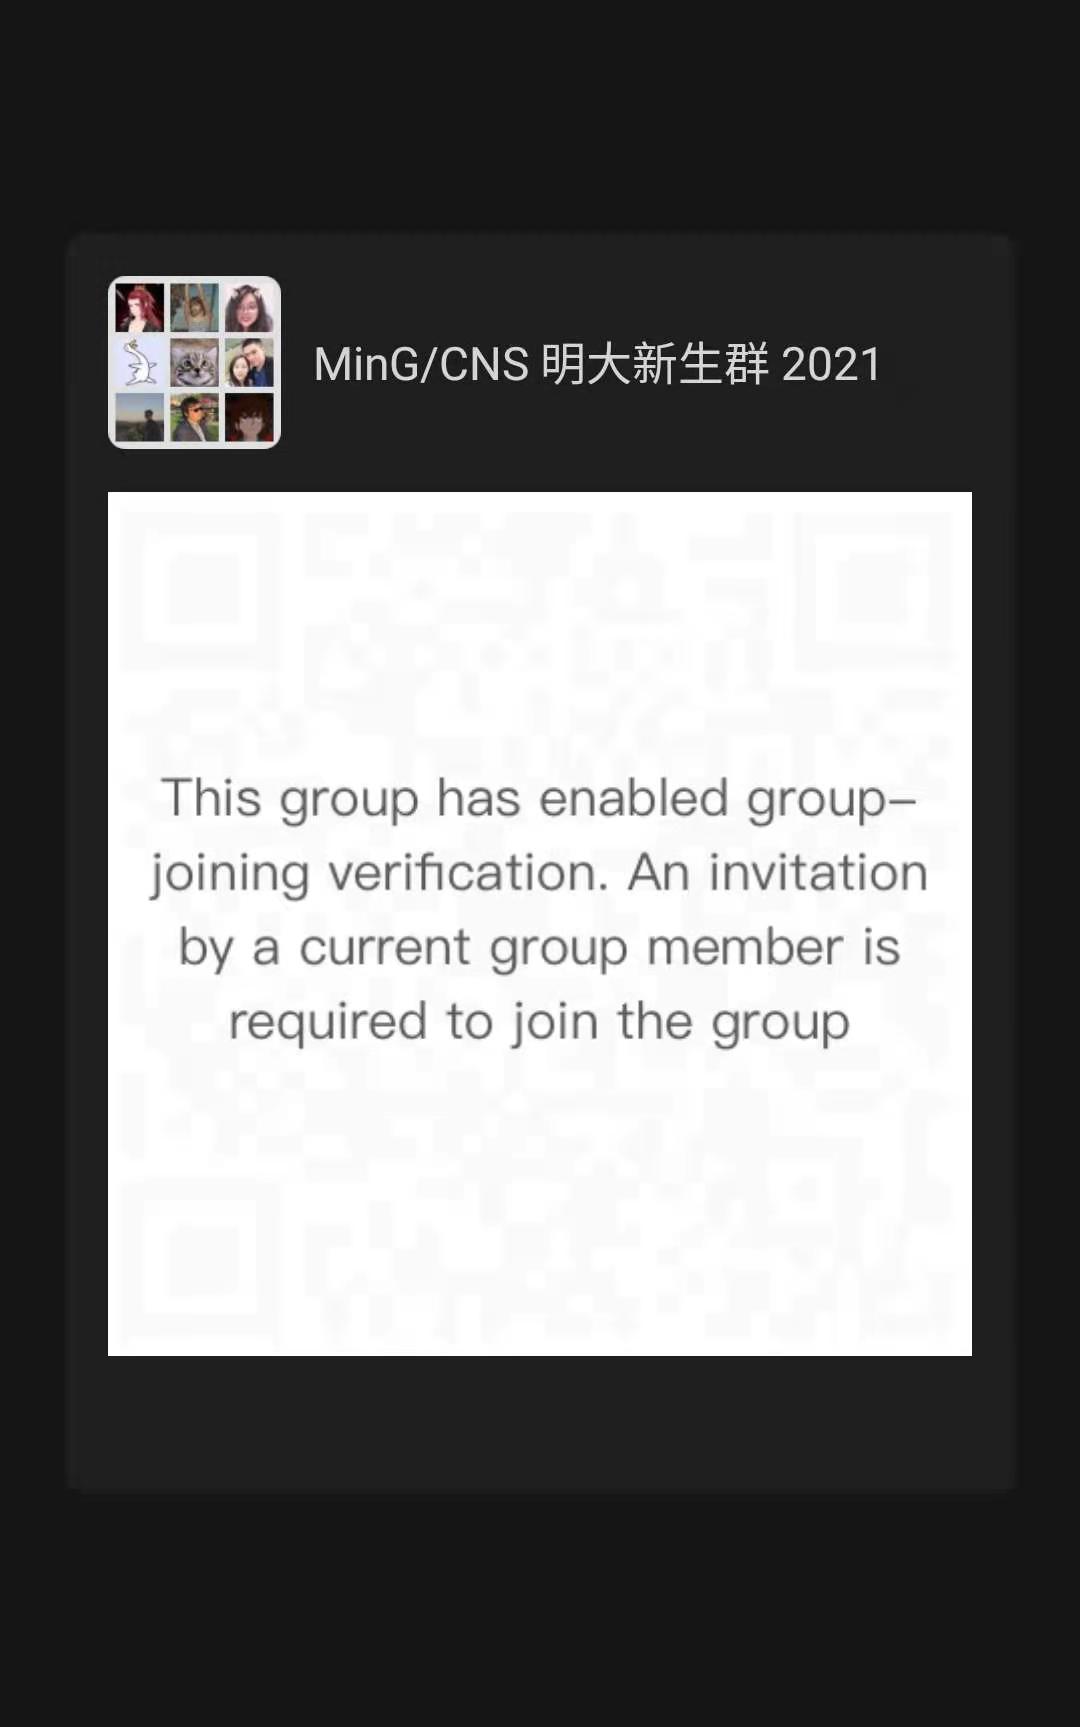 MinG/CNS 明大新生群 2021
This group has enabled group–
joining verification. An invitation
by a current group member is
required to join the group